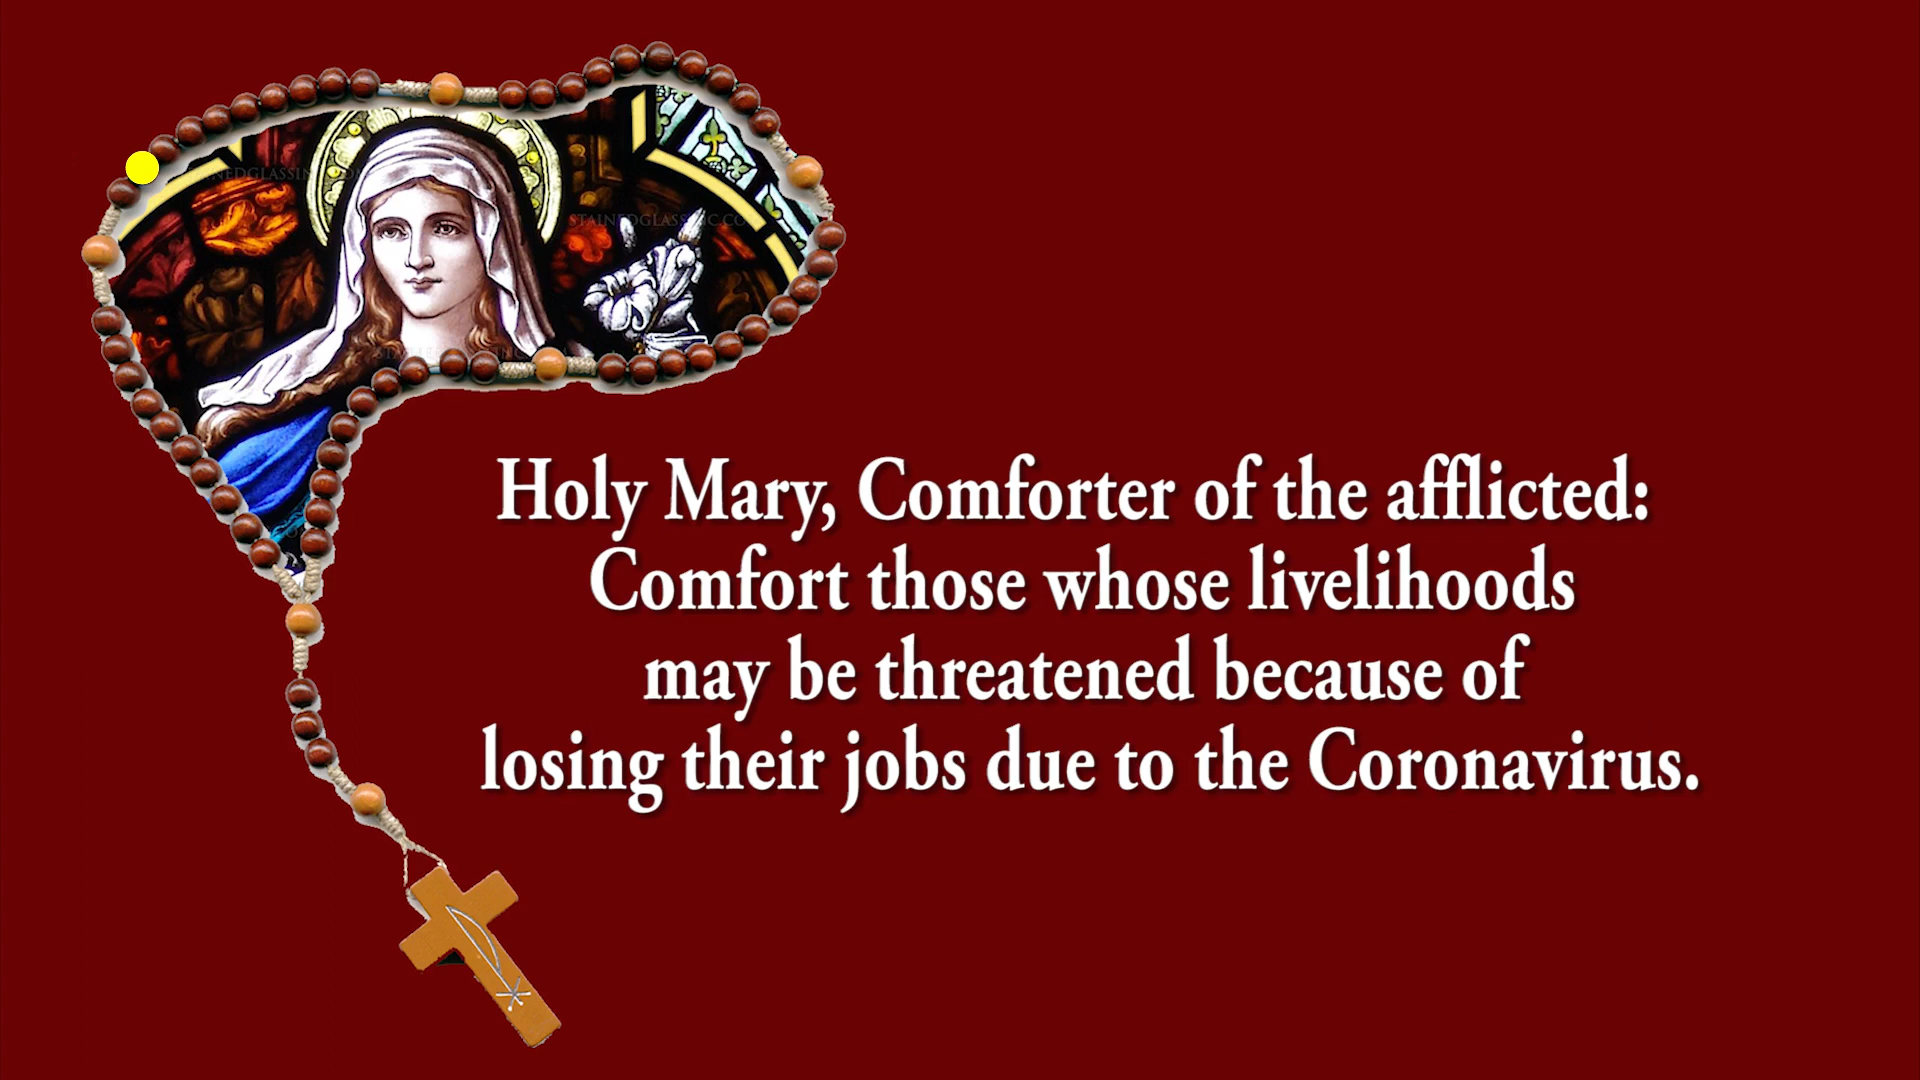 Holy Mary, Comforter of the afflicted:
Comfort those whose livelihoods
may be threatened because of
losing their jobs due to the Coronavirus.